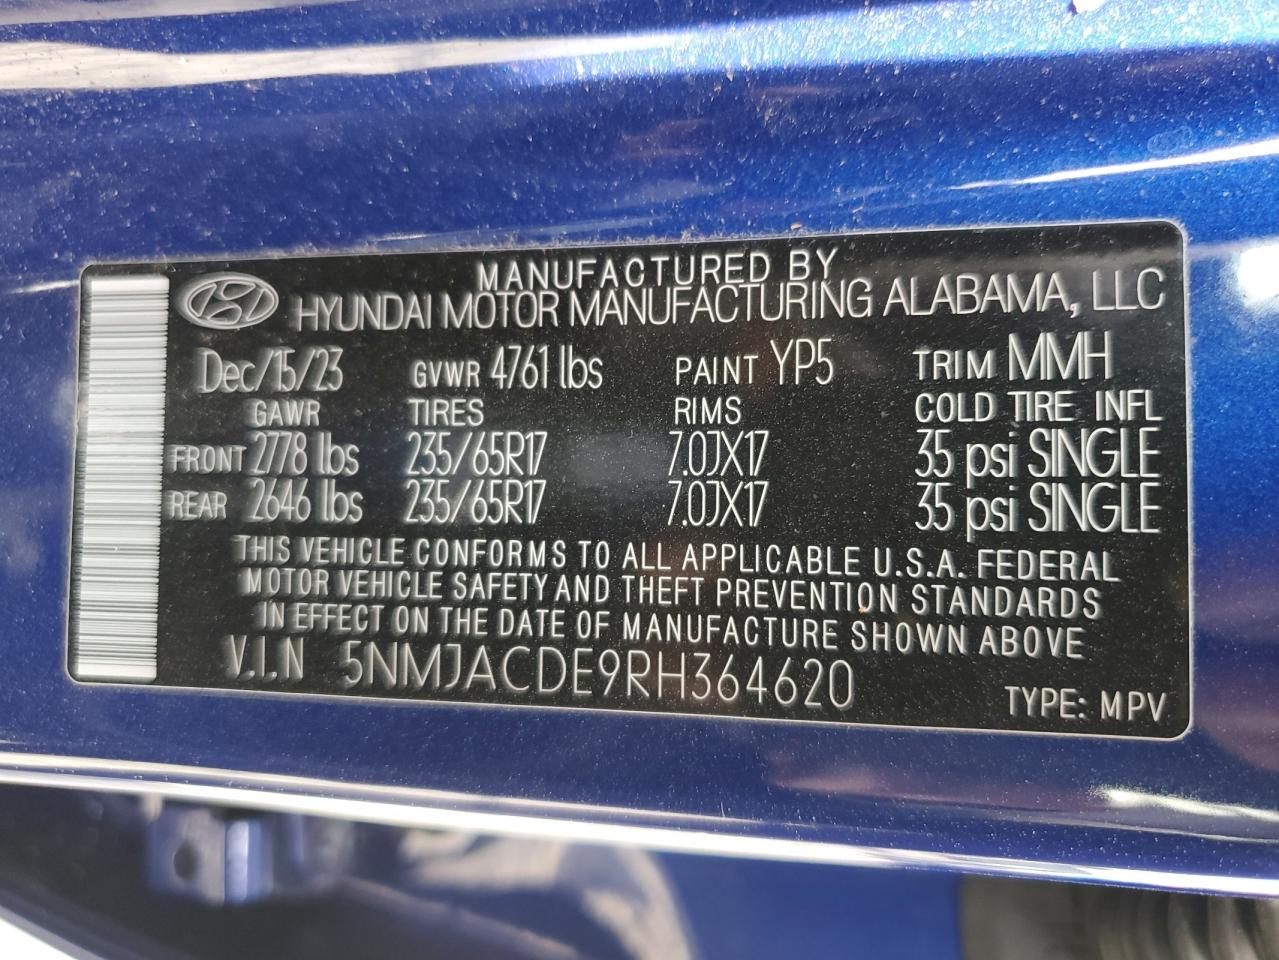 MANUFACTURED BY
HYUNDAI MOTOR MANUFACTURING ALABAMA, LLC
Dec/15/23 GVWR 4761 lbs PAINT YP5 TRIM MMH
GAWR TIRES RIMS COLD TIRE INFL
FRONT 2778 lbs 235/65R17 7.0JX17 35 psi SINGLE
REAR 2646 lbs 235/65R17 7.0JX17 35 psi SINGLE
THIS VEHICLE CONFORMS TO ALL APPLICABLE U.S.A. FEDERAL
MOTOR VEHICLE SAFETY AND THEFT PREVENTION STANDARDS
IN EFFECT ON THE DATE OF MANUFACTURE SHOWN ABOVE
V.I.N 5NMJACDE9RH364620 TYPE: MPV